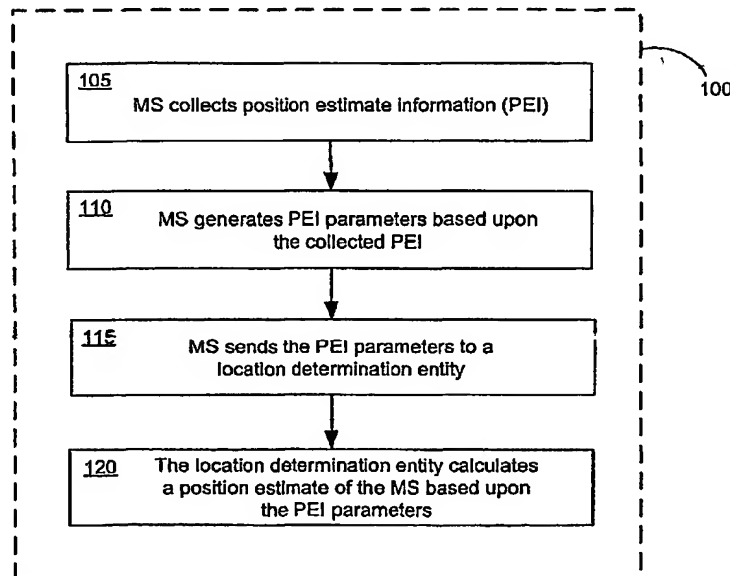 105
MS collects position estimate information (PEI)
100
110
MS generates PEI parameters based upon
the collected PEI
115
MS sends the PEI parameters to a
location determination entity
120
The location determination entity calculates
a position estimate of the MS based upon
the PEI parameters